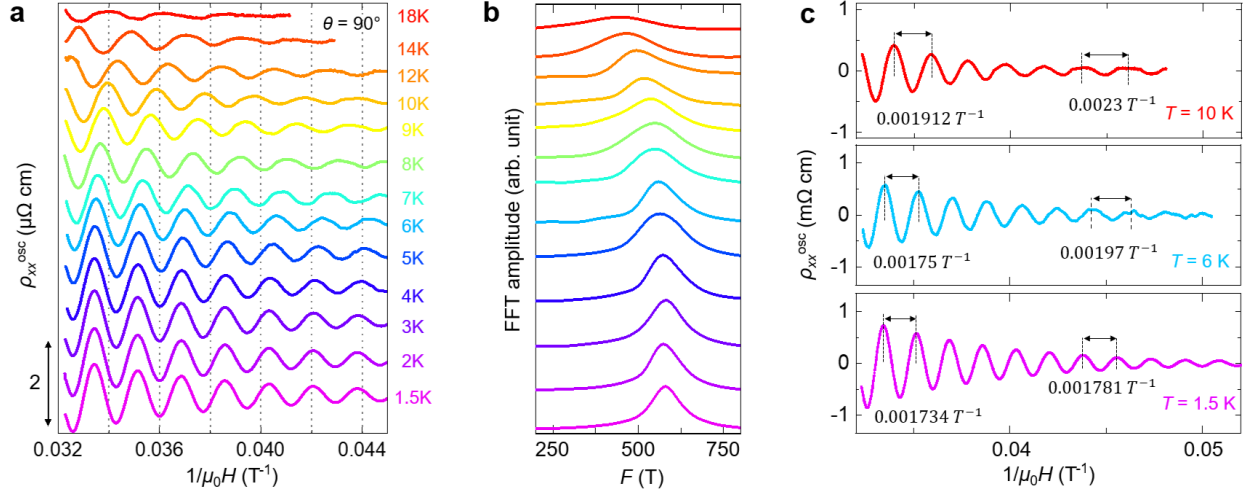 a
θ = 90°
18K
14K
12K
10K
9K
8K
7K
6K
5K
4K
3K
2K
1.5K
2
ρxxosc (μΩ cm)
0.032
0.036
0.040
0.044
1/μ0H (T-1)
b
FFT amplitude (arb. unit)
250
500
750
F (T)
c
1
0
-1
0.001912 T−1
0.0023 T−1
T = 10 K
1
0
-1
0.00175 T−1
0.00197 T−1
T = 6 K
1
0
-1
0.001734 T−1
0.001781 T−1
T = 1.5 K
ρxxosc (mΩ cm)
0.04
0.05
1/μ0H (T-1)